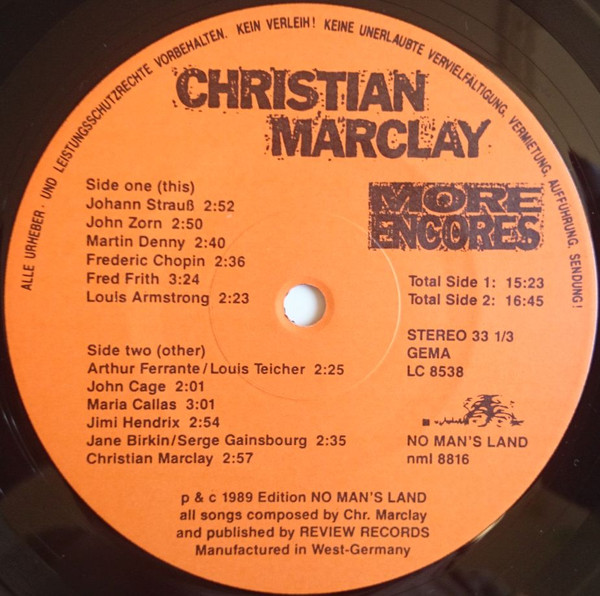 ALLE URHEBER- UND LEISTUNGSSCHUTZRECHTE VORBEHALTEN. KEIN VERLEIH! KEINE UNERLAUBTE VERVIELFÄLTIGUNG, VERMIETUNG, AUFFÜHRUNG, SENDUNG!
CHRISTIAN
MARCLAY
MORE
ENCORES
Side one (this)
Johann Strauß 2:52
John Zorn 2:50
Martin Denny 2:40
Frederic Chopin 2:36
Fred Frith 3:24
Louis Armstrong 2:23
Total Side 1: 15:23
Total Side 2: 16:45
Side two (other)
Arthur Ferrante/Louis Teicher 2:25
John Cage 2:01
Maria Callas 3:01
Jimi Hendrix 2:54
Jane Birkin/Serge Gainsbourg 2:35
Christian Marclay 2:57
STEREO 33 1/3
GEMA
LC 8538
NO MAN'S LAND
nml 8816
p & c 1989 Edition NO MAN'S LAND
all songs composed by Chr. Marclay
and published by REVIEW RECORDS
Manufactured in West-Germany